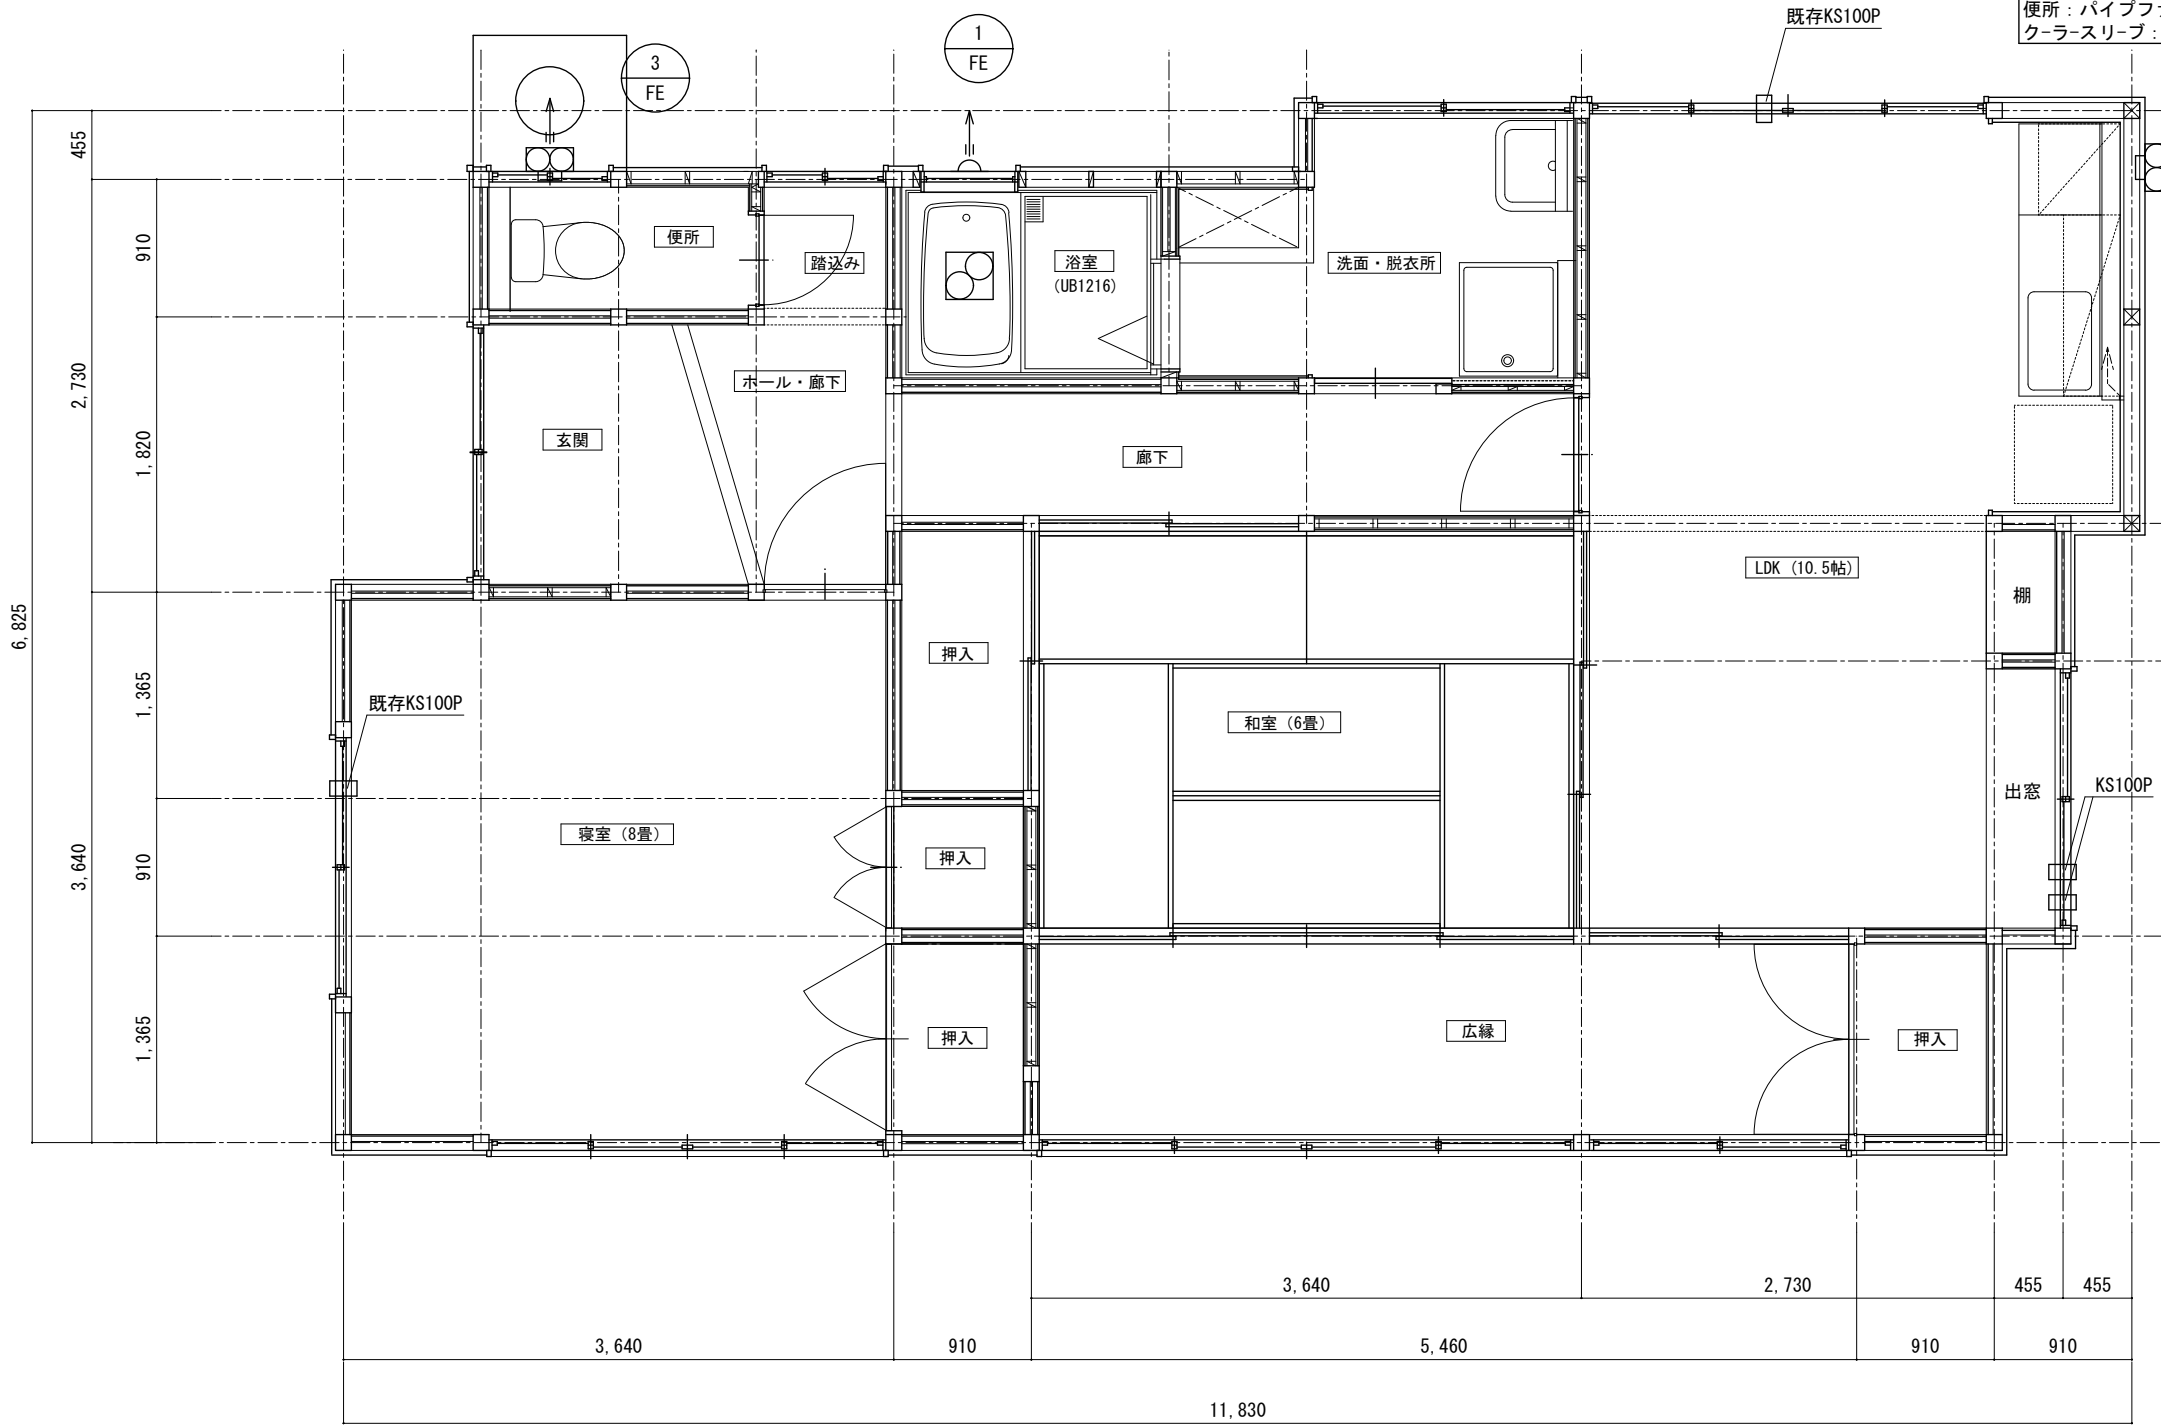 便所：パイプファ
クーラースリーブ：
既存KS100P
1
FE
3
FE
455
910
2,730
1,820
6,825
1,365
3,640
910
1,365
便所
踏込み
浴室
(UB1216)
洗面・脱衣所
ホール・廊下
玄関
廊下
LDK（10.5帖）
棚
押入
既存KS100P
和室（6畳）
出窓
KS100P
寝室（8畳）
押入
押入
広縁
押入
3,640
2,730
455
455
3,640
910
5,460
910
910
11,830